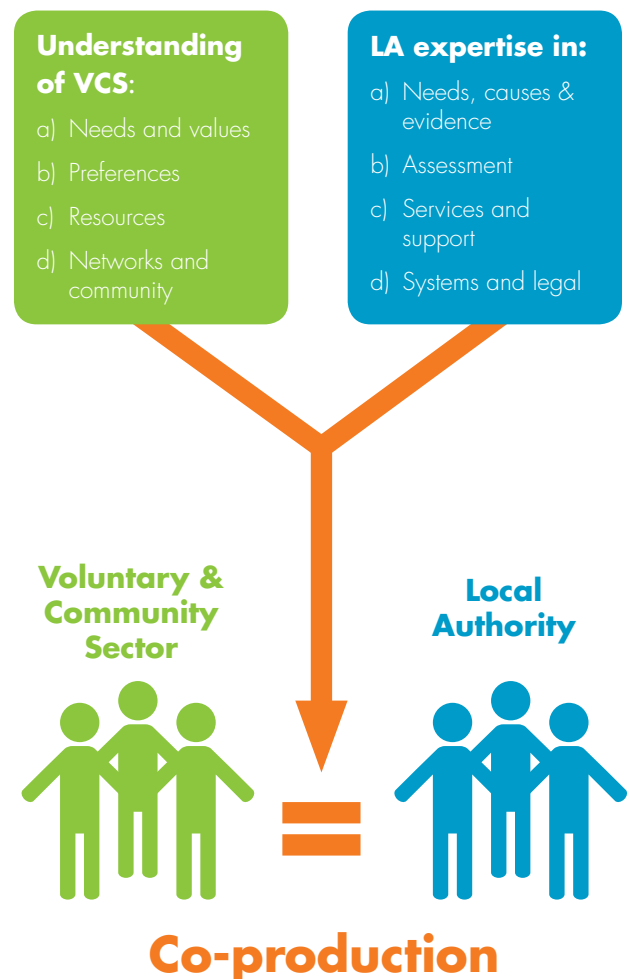 Understanding
of VCS:
a) Needs and values
b) Preferences
c) Resources
d) Networks and
community
LA expertise in:
a) Needs, causes &
evidence
b) Assessment
c) Services and
support
d) Systems and legal
Voluntary &
Community
Sector
Local
Authority
=
Co-production